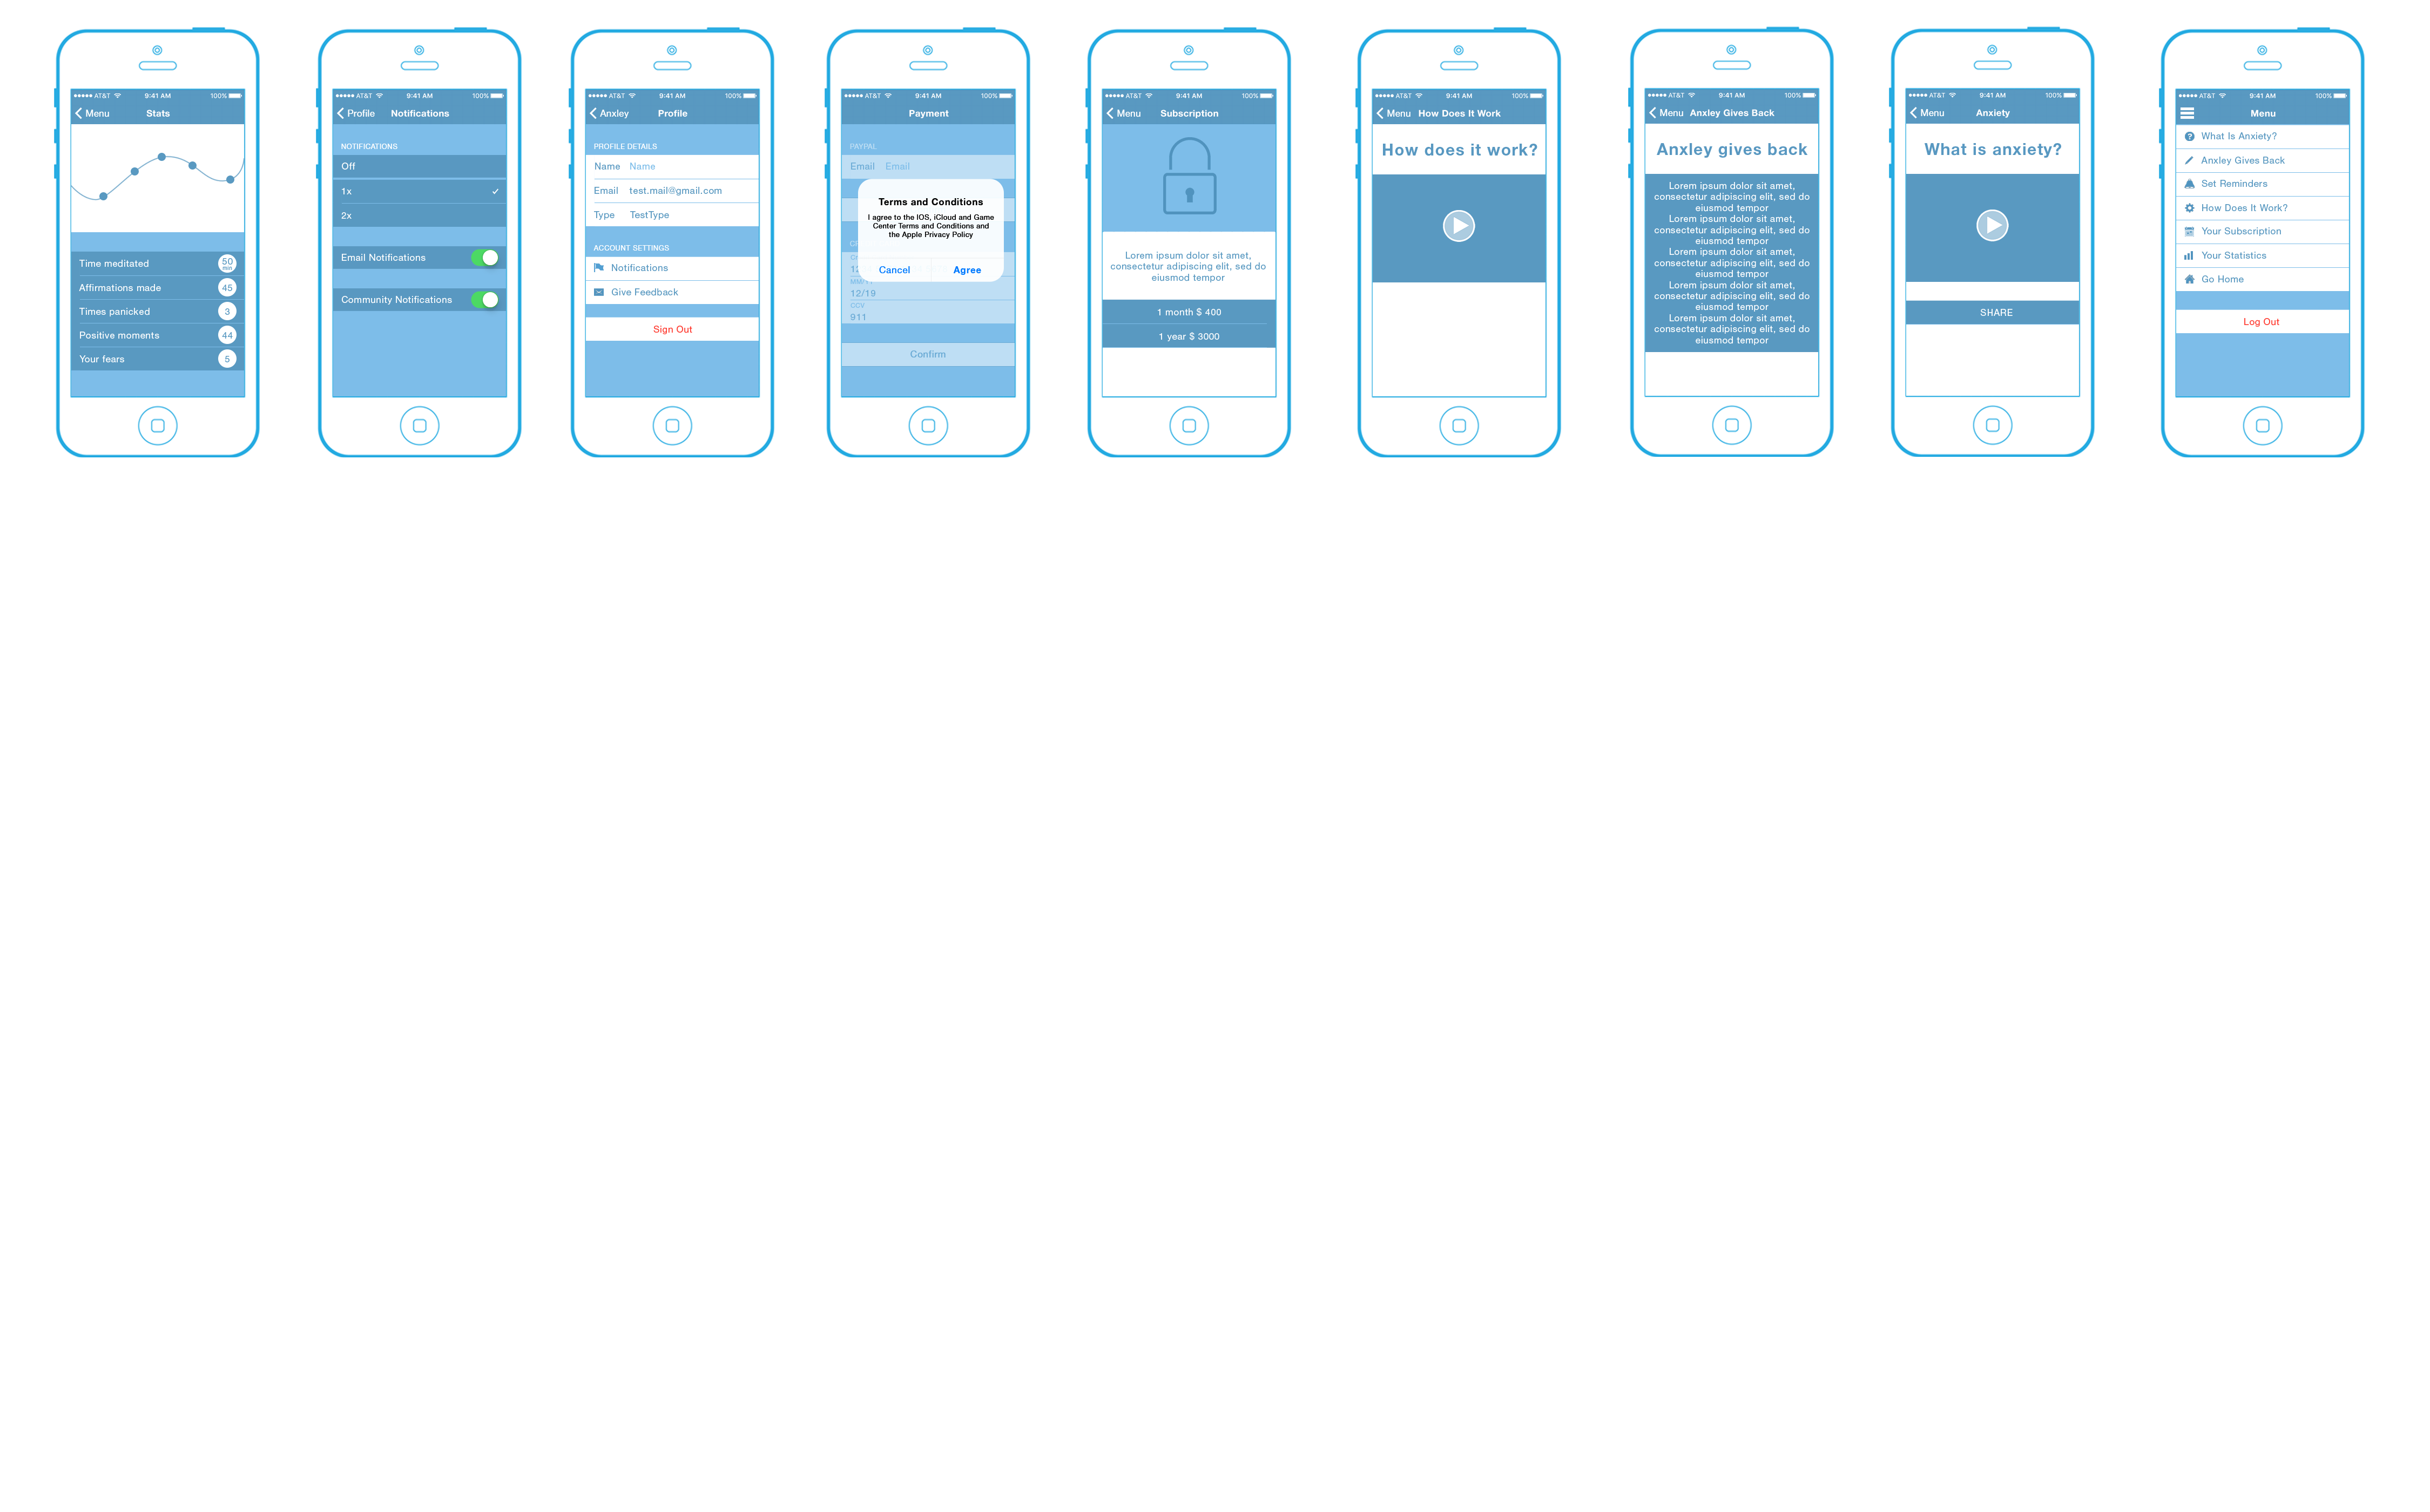 AT&T 9:41 AM 100%
Menu Stats
Time meditated 50 min
Affirmations made 45
Times panicked 3
Positive moments 44
Your fears 5
AT&T 9:41 AM 100%
Profile Notifications
NOTIFICATIONS
Off
1x
2x
Email Notifications
Community Notifications
AT&T 9:41 AM 100%
Anxley Profile
PROFILE DETAILS
Name Name
Email test.mail@gmail.com
Type TestType
ACCOUNT SETTINGS
Notifications
Give Feedback
Sign Out
AT&T 9:41 AM 100%
Payment
PAYPAL
Email Email
Terms and Conditions
I agree to the IOS, iCloud and Game
Center Terms and Conditions and
the Apple Privacy Policy
Cancel Agree
12/19
CCV
911
Confirm
AT&T 9:41 AM 100%
Menu Subscription
Lorem ipsum dolor sit amet,
consectetur adipiscing elit, sed do
eiusmod tempor
1 month $ 400
1 year $ 3000
AT&T 9:41 AM 100%
Menu How Does It Work
How does it work?
AT&T 9:41 AM 100%
Menu Anxley Gives Back
Anxley gives back
Lorem ipsum dolor sit amet,
consectetur adipiscing elit, sed do
eiusmod tempor
Lorem ipsum dolor sit amet,
consectetur adipiscing elit, sed do
eiusmod tempor
Lorem ipsum dolor sit amet,
consectetur adipiscing elit, sed do
eiusmod tempor
Lorem ipsum dolor sit amet,
consectetur adipiscing elit, sed do
eiusmod tempor
Lorem ipsum dolor sit amet,
consectetur adipiscing elit, sed do
eiusmod tempor
AT&T 9:41 AM 100%
Menu Anxiety
What is anxiety?
SHARE
AT&T 9:41 AM 100%
Menu
What Is Anxiety?
Anxley Gives Back
Set Reminders
How Does It Work?
Your Subscription
Your Statistics
Go Home
Log Out